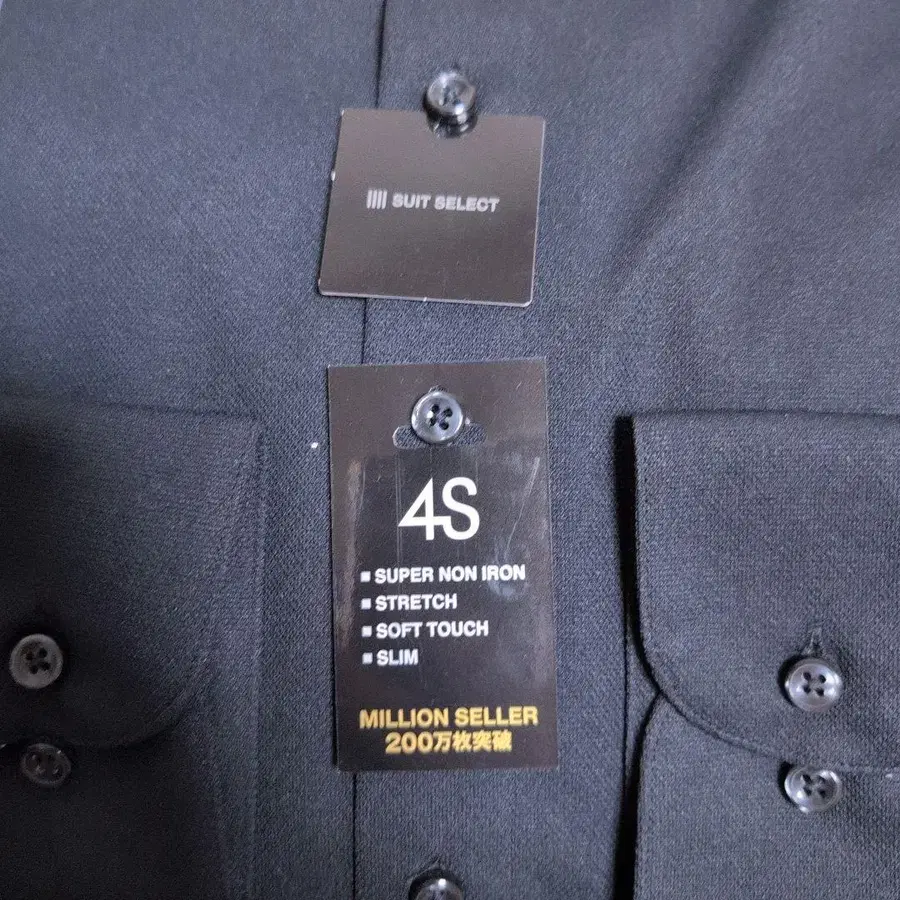 SUIT SELECT
4S
■ SUPER NON IRON
■ STRETCH
■ SOFT TOUCH
■ SLIM
MILLION SELLER
200万枚突破